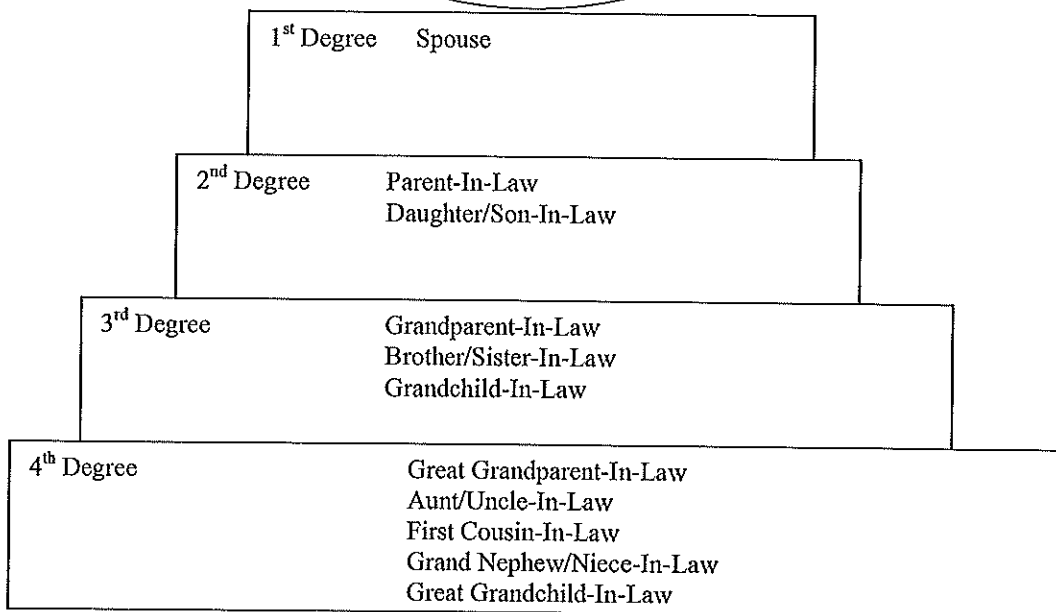 1st Degree Spouse
2nd Degree Parent-In-Law
Daughter/Son-In-Law
3rd Degree Grandparent-In-Law
Brother/Sister-In-Law
Grandchild-In-Law
4th Degree Great Grandparent-In-Law
Aunt/Uncle-In-Law
First Cousin-In-Law
Grand Nephew/Niece-In-Law
Great Grandchild-In-Law